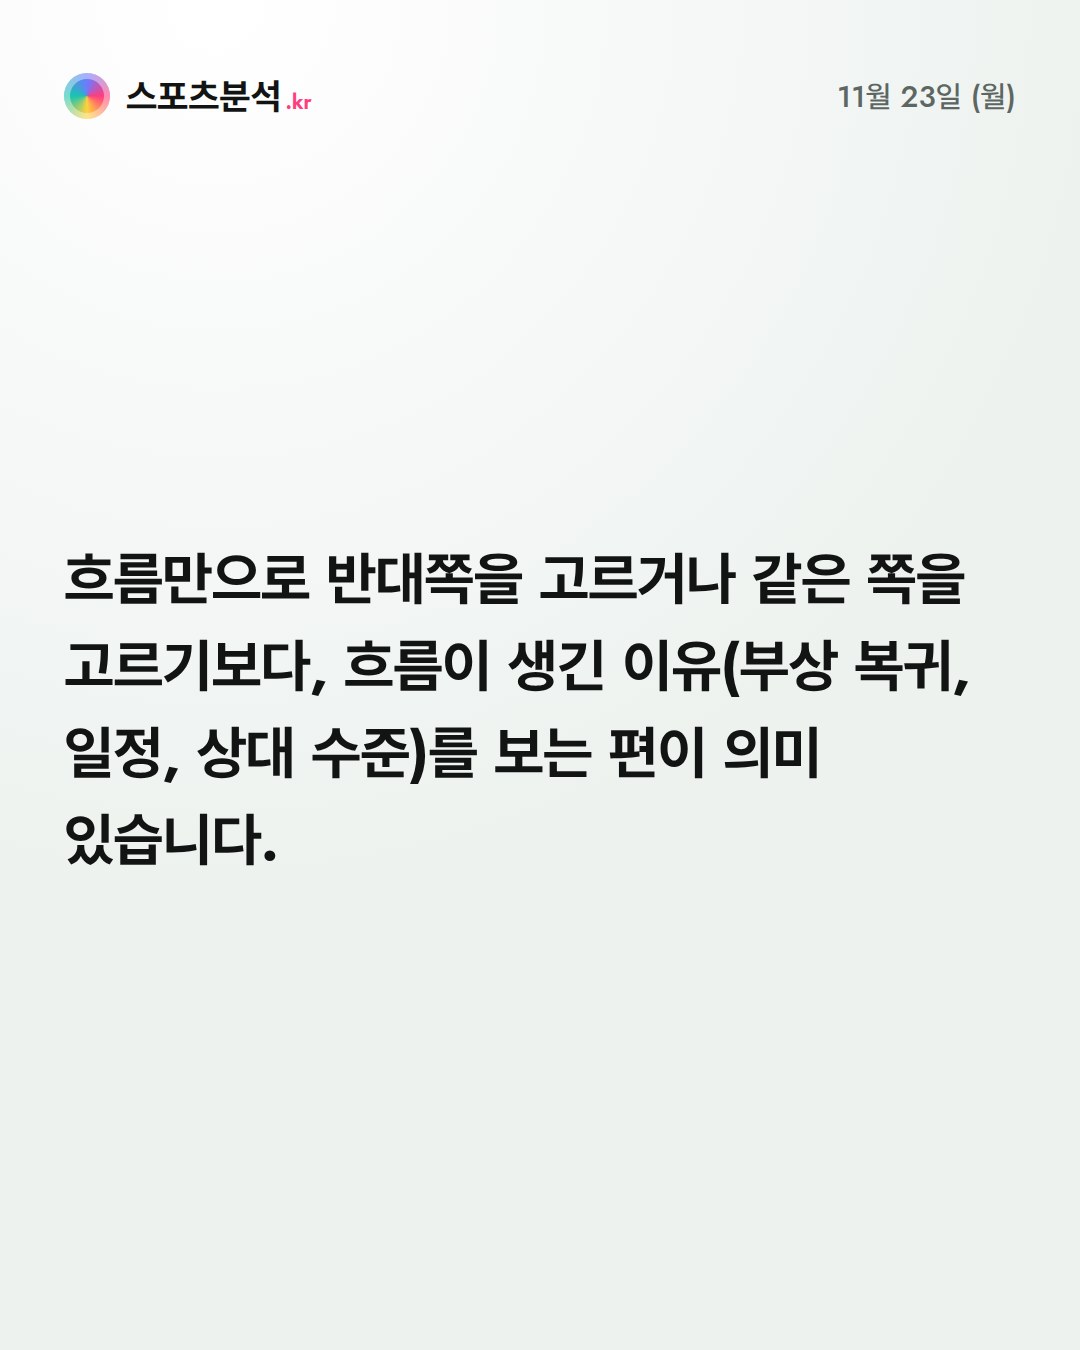 스포츠분석.kr
11월 23일 (월)
흐름만으로 반대쪽을 고르거나 같은 쪽을
고르기보다, 흐름이 생긴 이유(부상 복귀,
일정, 상대 수준)를 보는 편이 의미
있습니다.